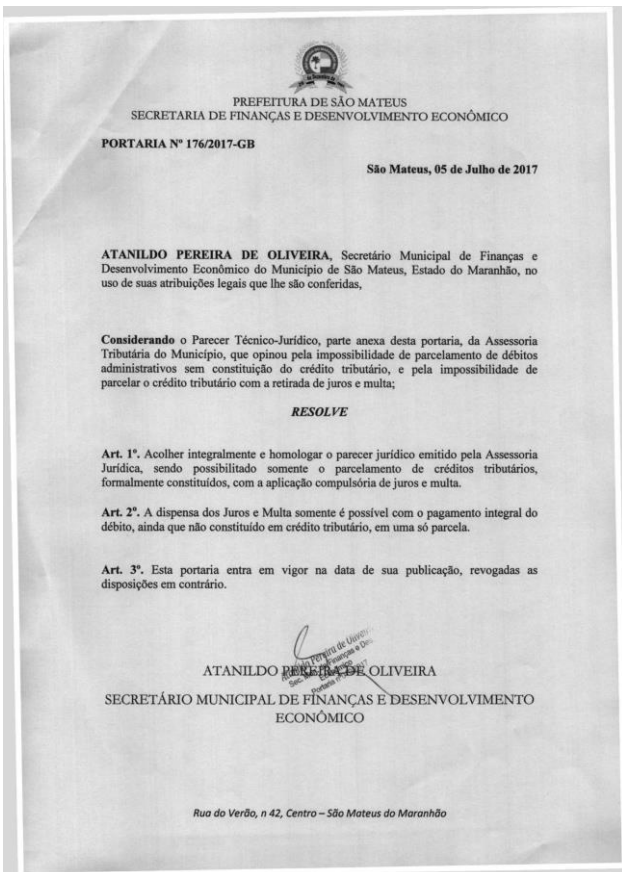 PREFEITURA DE SÃO MATEUS
SECRETARIA DE FINANÇAS E DESENVOLVIMENTO ECONÔMICO
PORTARIA Nº 176/2017-GB
São Mateus, 05 de Julho de 2017
ATANILDO PEREIRA DE OLIVEIRA, Secretário Municipal de Finanças e
Desenvolvimento Econômico do Município de São Mateus, Estado do Maranhão, no
uso de suas atribuições legais que lhe são conferidas,
Considerando o Parecer Técnico-Jurídico, parte anexa desta portaria, da Assessoria
Tributária do Município, que opinou pela impossibilidade de parcelamento de débitos
administrativos sem constituição do crédito tributário, e pela impossibilidade de
parcelar o crédito tributário com a retirada de juros e multa;
RESOLVE
Art. 1º. Acolher integralmente e homologar o parecer jurídico emitido pela Assessoria
Jurídica, sendo possibilitado somente o parcelamento de créditos tributários,
formalmente constituídos, com a aplicação compulsória de juros e multa.
Art. 2º. A dispensa dos Juros e Multa somente é possível com o pagamento integral do
débito, ainda que não constituído em crédito tributário, em uma só parcela.
Art. 3º. Esta portaria entra em vigor na data de sua publicação, revogadas as
disposições em contrário.
Pereira de Oliveira
ATANILDO PEREIRA DE OLIVEIRA
SECRETÁRIO MUNICIPAL DE FINANÇAS E DESENVOLVIMENTO
ECONÔMICO
Rua do Verão, n 42, Centro – São Mateus do Maranhão